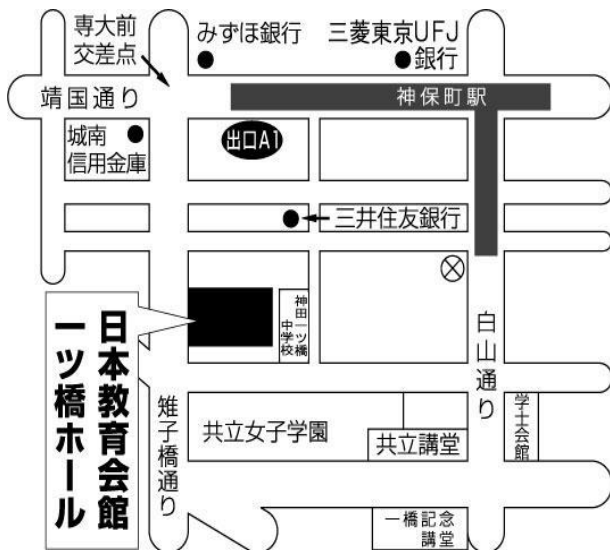 専大前
交差点
みずほ銀行
三菱東京UFJ
銀行
靖国通り
神保町駅
城南
信用金庫
出口A1
三井住友銀行
神田一ツ橋
中学校
日本教育会館
一ツ橋ホール
白山通り
雉子橋通り
共立女子学園
共立講堂
学士会館
一橋記念
講堂